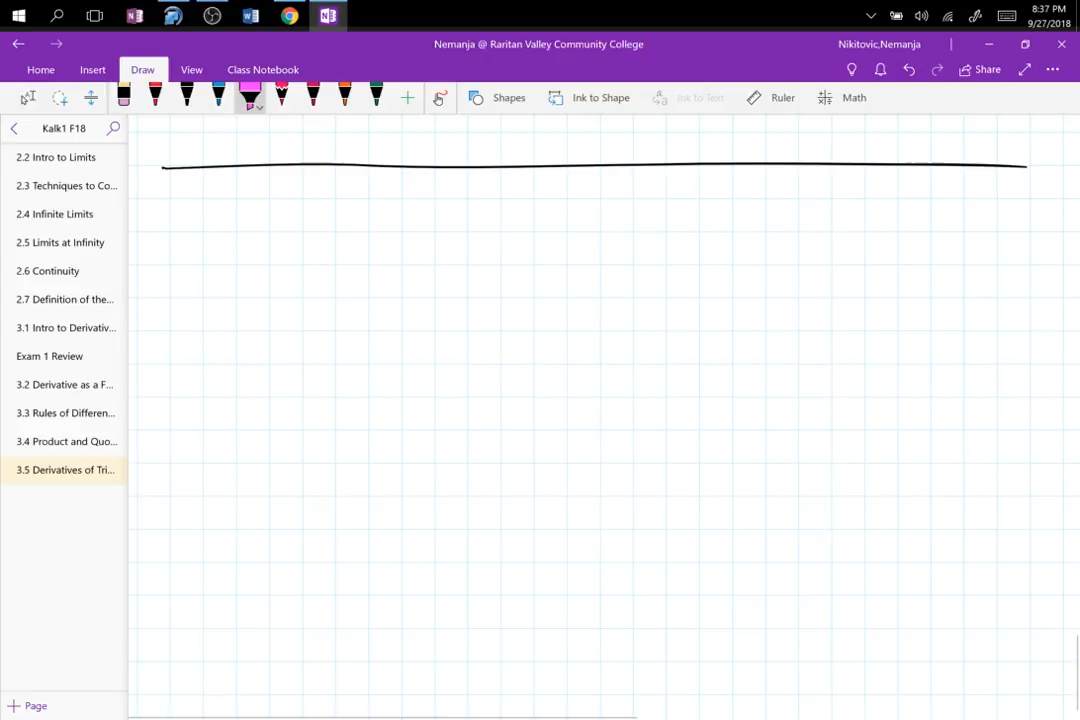 8:37 PM
9/27/2018
Nemanja @ Raritan Valley Community College
Nikitovic,Nemanja
Home Insert Draw View Class Notebook
Share
Shapes Ink to Shape Ink to Text Ruler Math
Kalk1 F18
2.2 Intro to Limits
2.3 Techniques to Co...
2.4 Infinite Limits
2.5 Limits at Infinity
2.6 Continuity
2.7 Definition of the...
3.1 Intro to Derivativ...
Exam 1 Review
3.2 Derivative as a F...
3.3 Rules of Differen...
3.4 Product and Quo...
3.5 Derivatives of Tri...
Page